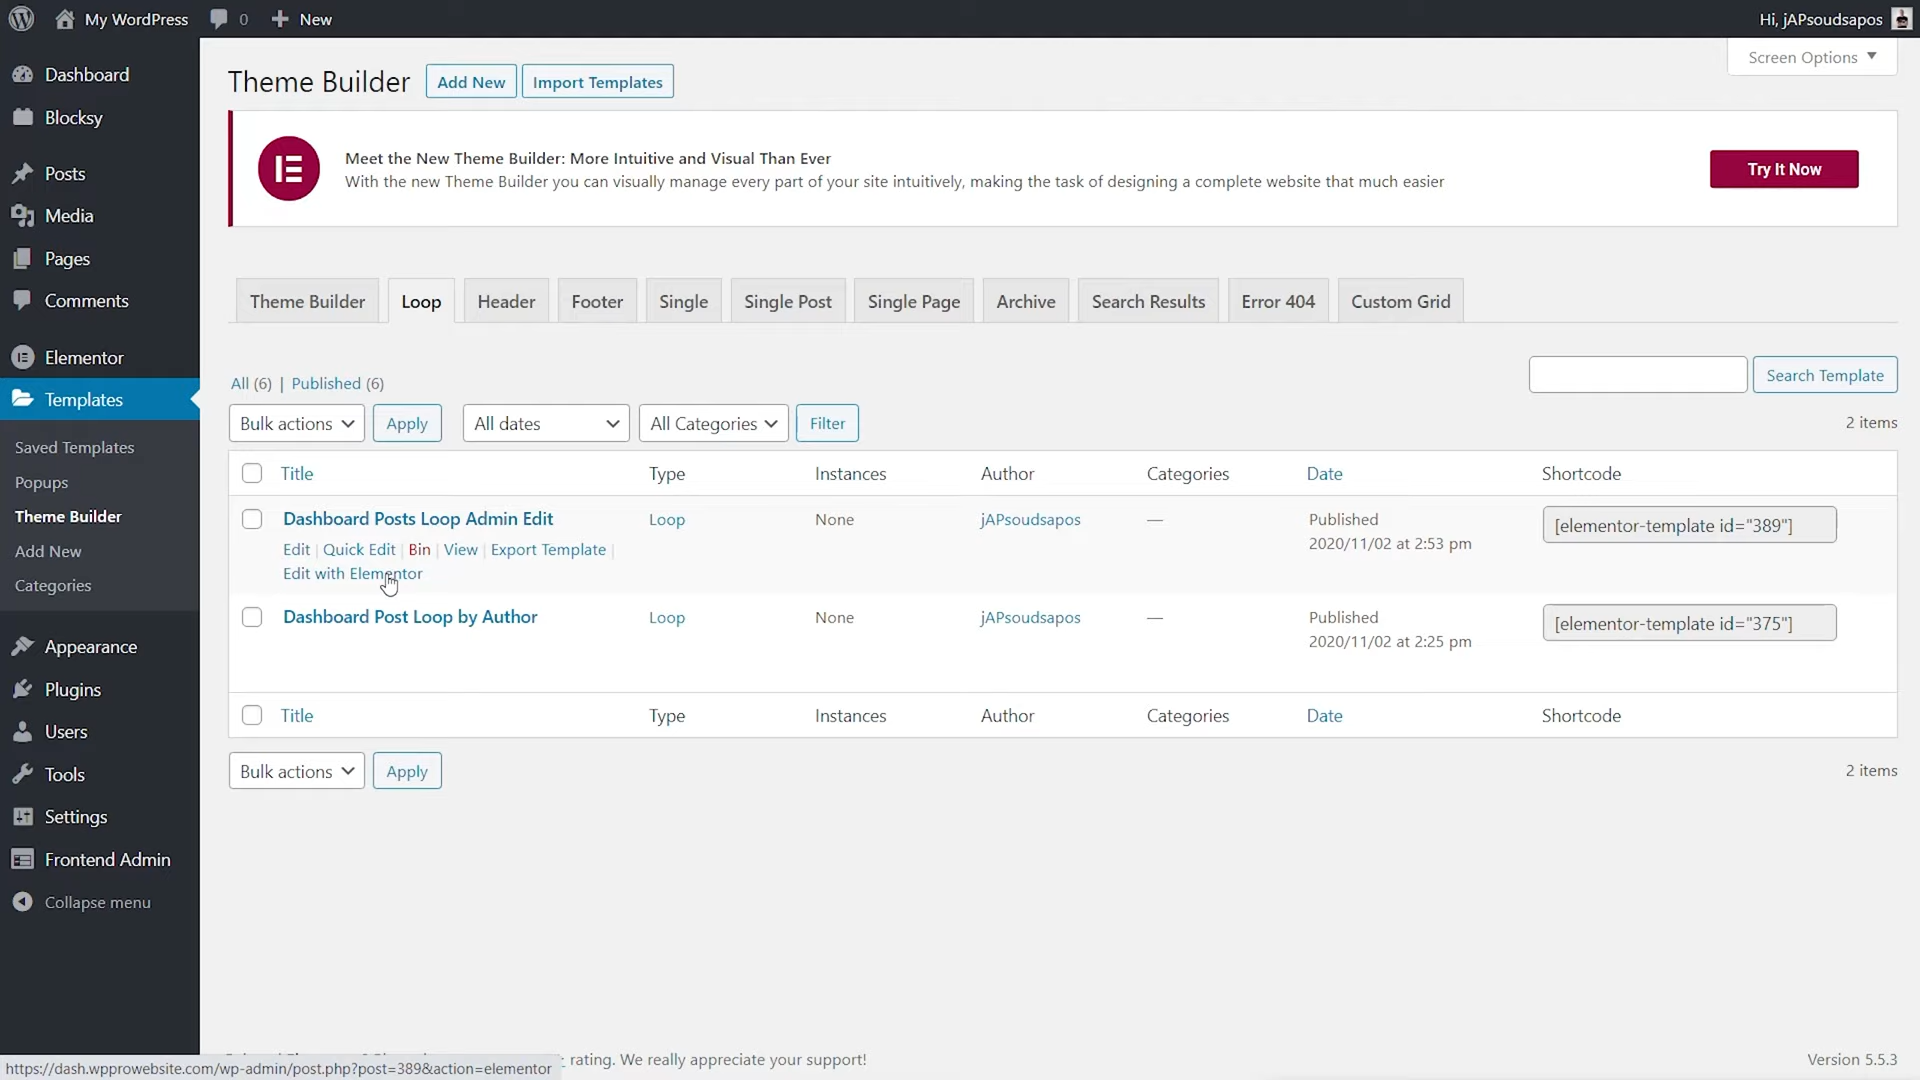 My WordPress 0 New Hi, jAPsoudsapos
Screen Options
Dashboard
Blocksy
Posts
Media
Pages
Comments
Elementor
Templates
Saved Templates
Popups
Theme Builder
Add New
Categories
Appearance
Plugins
Users
Tools
Settings
Frontend Admin
Collapse menu
Theme Builder Add New Import Templates
Meet the New Theme Builder: More Intuitive and Visual Than Ever
With the new Theme Builder you can visually manage every part of your site intuitively, making the task of designing a complete website that much easier
Try It Now
Theme Builder Loop Header Footer Single Single Post Single Page Archive Search Results Error 404 Custom Grid
All (6) | Published (6)
Search Template
Bulk actions Apply All dates All Categories Filter 2 items
Title Type Instances Author Categories Date Shortcode
Dashboard Posts Loop Admin Edit Loop None jAPsoudsapos — Published [elementor-template id="389"]
2020/11/02 at 2:53 pm
Edit | Quick Edit | Bin | View | Export Template |
Edit with Elementor
Dashboard Post Loop by Author Loop None jAPsoudsapos — Published [elementor-template id="375"]
2020/11/02 at 2:25 pm
Title Type Instances Author Categories Date Shortcode
Bulk actions Apply 2 items
rating. We really appreciate your support! Version 5.5.3
https://dash.wpprowebsite.com/wp-admin/post.php?post=389&action=elementor